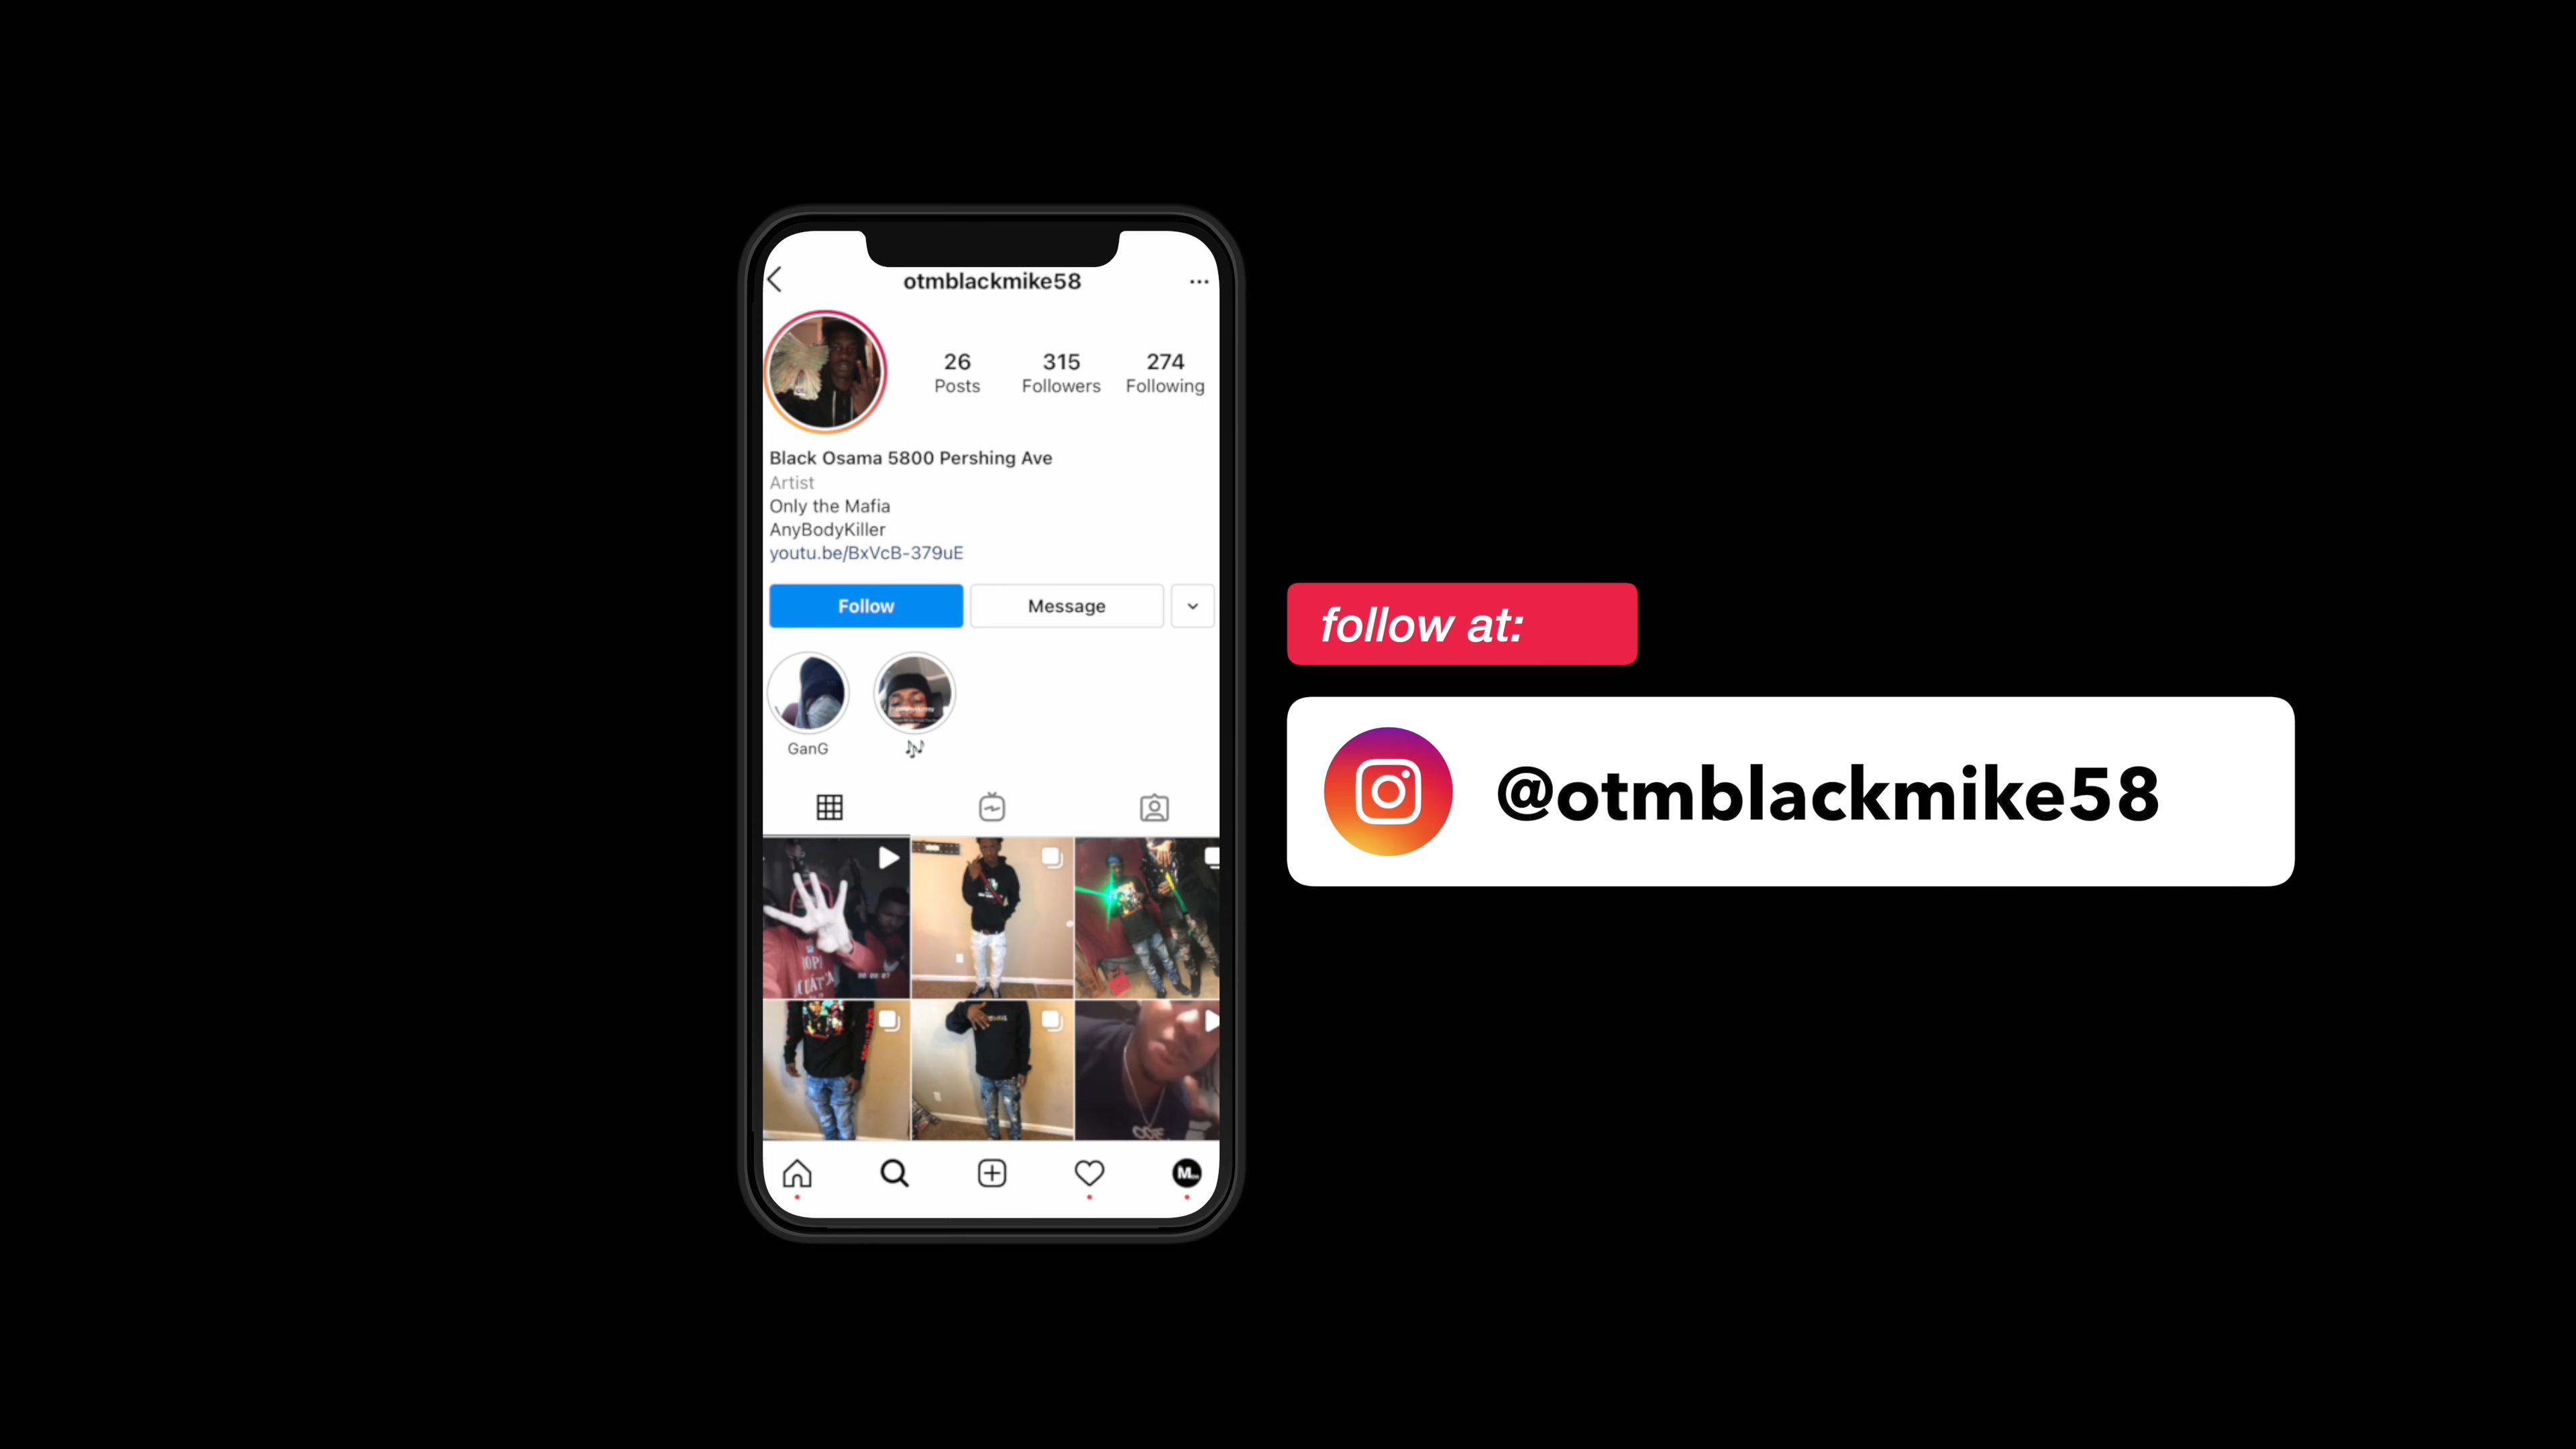 otmblackmike58
26 315 274
Posts Followers Following
Black Osama 5800 Pershing Ave
Artist
Only the Mafia
AnyBodyKiller
youtu.be/BxVcB-379uE
Follow Message
GanG
follow at:
@otmblackmike58